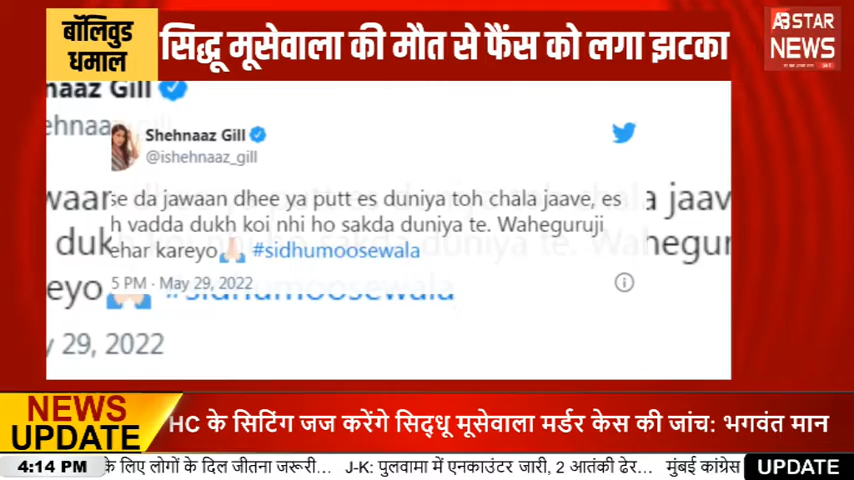 बॉलिवुड
धमाल
सिद्धू मूसेवाला की मौत से फैंस को लगा झटका
AB STAR
NEWS
Shehnaaz Gill
@ishehnaaz_gill
se da jawaan dhee ya putt es duniya toh chala jaave, es
h vadda dukh koi nhi ho sakda duniya te. Waheguruji
ehar kareyo🙏 #sidhumoosewala
5 PM · May 29, 2022
29, 2022
NEWS
UPDATE
HC के सिटिंग जज करेंगे सिद्धू मूसेवाला मर्डर केस की जांच: भगवंत मान
4:14 PM के लिए लोगों के दिल जीतना जरूरी... J-K: पुलवामा में एनकाउंटर जारी, 2 आतंकी ढेर... मुंबई कांग्रेस UPDATE